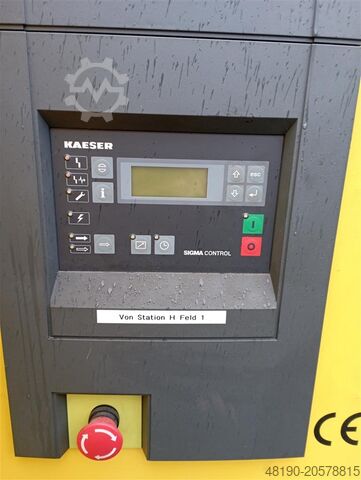 KAESER
esc
i
I
O
SIGMA CONTROL
Von Station H Feld 1
CE
48190-20578815